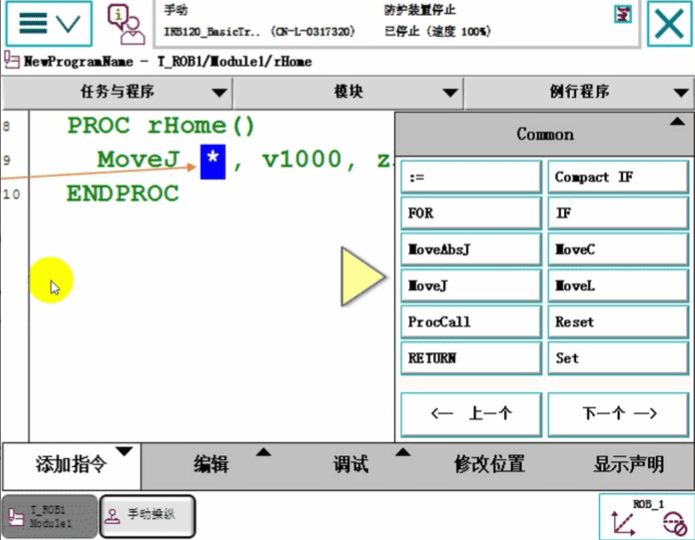 手动
防护装置停止
IRB120_BasicTr.. (CN-L-0317320)
已停止 (速度 100%)
NewProgramName - T_ROB1/Module1/rHome
任务与程序
模块
例行程序
8 PROC rHome()
9 MoveJ * , v1000, z
10 ENDPROC
Common
:= Compact IF
FOR IF
MoveAbsJ MoveC
MoveJ MoveL
ProcCall Reset
RETURN Set
<— 上一个 下一个 —>
添加指令 编辑 调试 修改位置 显示声明
T_ROB1
Module1
手动操纵
ROB_1